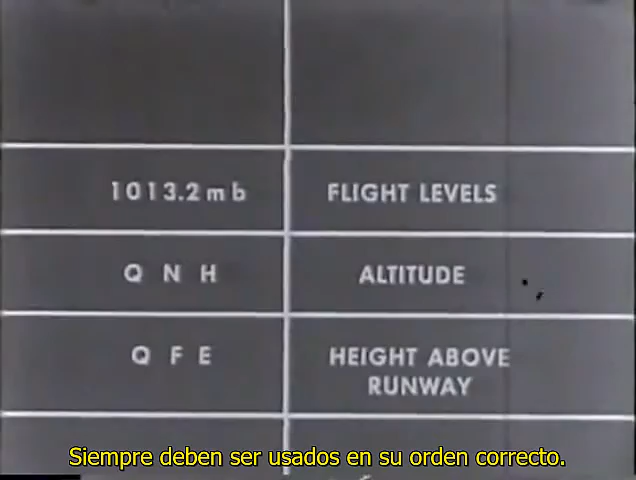 1013.2 mb FLIGHT LEVELS
Q N H ALTITUDE
Q F E HEIGHT ABOVE
RUNWAY
Siempre deben ser usados en su orden correcto.